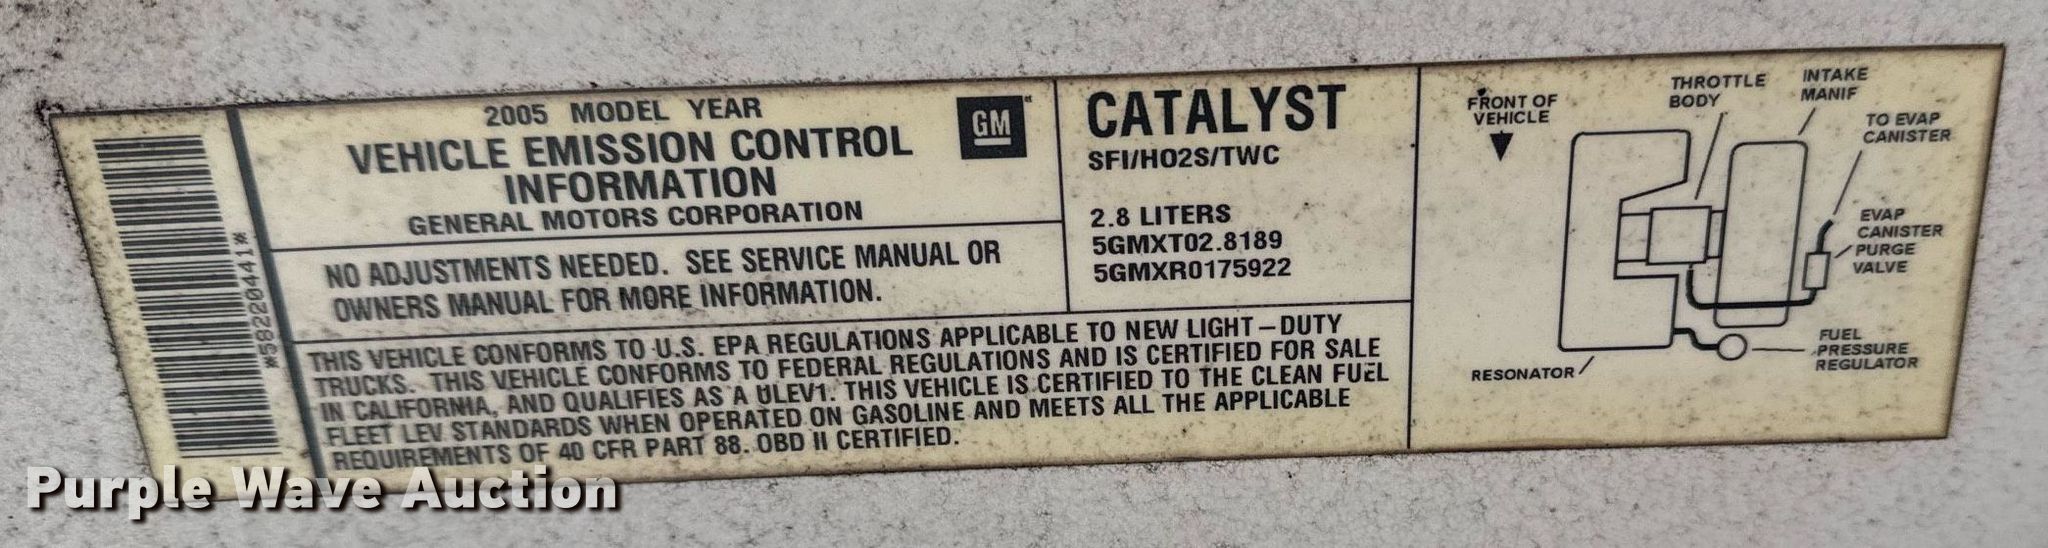 *582204​41*
2005 MODEL YEAR
VEHICLE EMISSION CONTROL
INFORMATION
GENERAL MOTORS CORPORATION
GM
NO ADJUSTMENTS NEEDED. SEE SERVICE MANUAL OR
OWNERS MANUAL FOR MORE INFORMATION.
CATALYST
SFI/HO2S/TWC
2.8 LITERS
5GMXT02.8189
5GMXR0175922
THIS VEHICLE CONFORMS TO U.S. EPA REGULATIONS APPLICABLE TO NEW LIGHT-DUTY
TRUCKS. THIS VEHICLE CONFORMS TO FEDERAL REGULATIONS AND IS CERTIFIED FOR SALE
IN CALIFORNIA, AND QUALIFIES AS A ULEV1. THIS VEHICLE IS CERTIFIED TO THE CLEAN FUEL
FLEET LEV STANDARDS WHEN OPERATED ON GASOLINE AND MEETS ALL THE APPLICABLE
REQUIREMENTS OF 40 CFR PART 88. OBD II CERTIFIED.
FRONT OF
VEHICLE
THROTTLE
BODY
INTAKE
MANIF
TO EVAP
CANISTER
EVAP
CANISTER
PURGE
VALVE
FUEL
PRESSURE
REGULATOR
RESONATOR
Purple Wave Auction